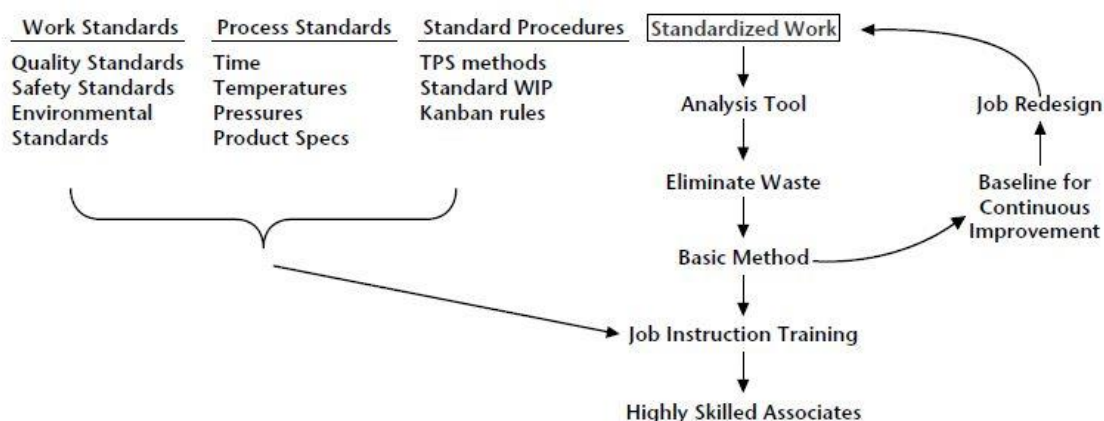 Work Standards
Quality Standards
Safety Standards
Environmental
Standards
Process Standards
Time
Temperatures
Pressures
Product Specs
Standard Procedures
TPS methods
Standard WIP
Kanban rules
Standardized Work
Analysis Tool
Eliminate Waste
Basic Method
Job Instruction Training
Highly Skilled Associates
Baseline for
Continuous
Improvement
Job Redesign